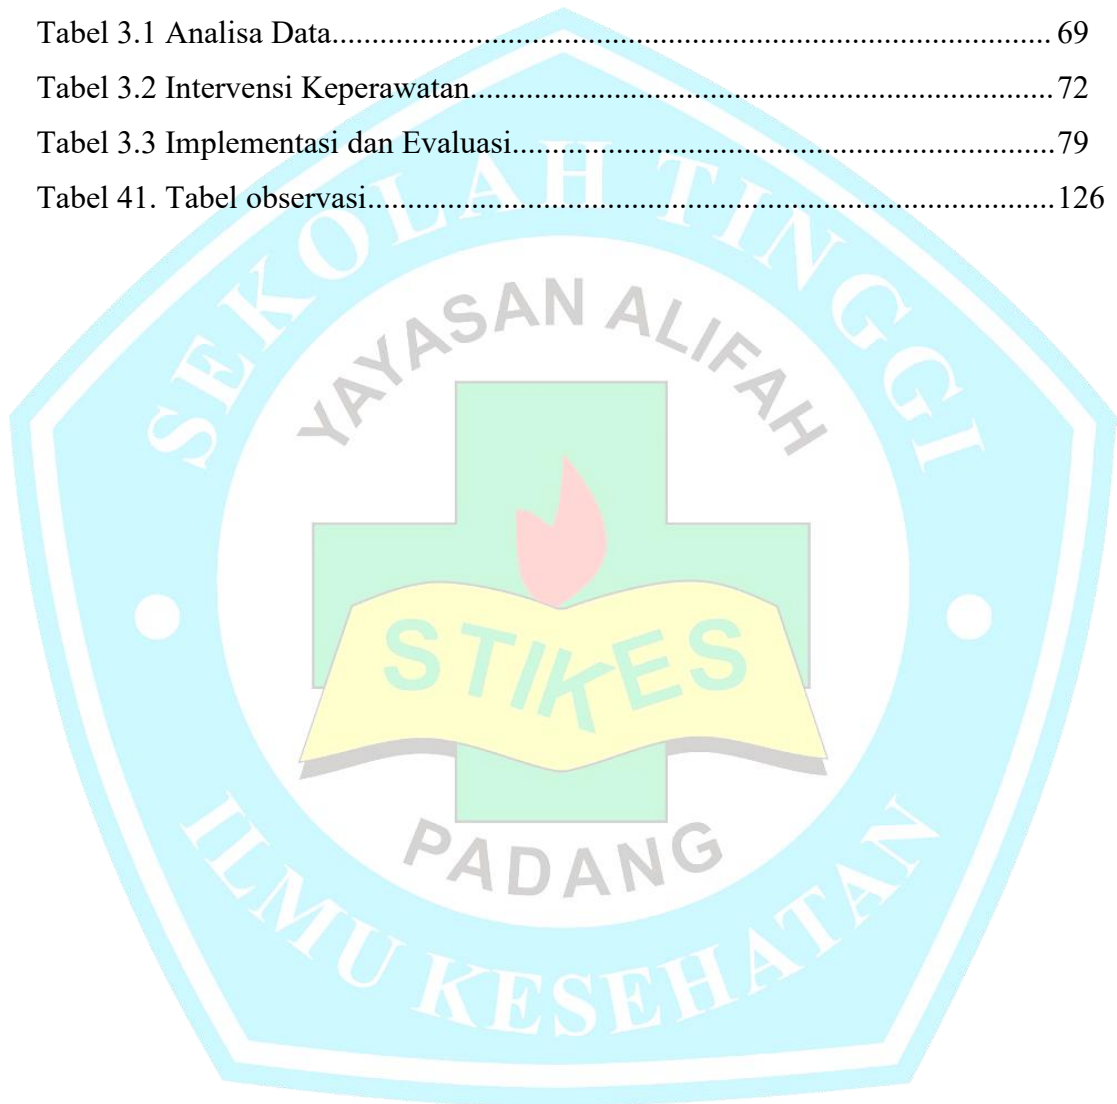 Tabel 3.1 Analisa Data........................................................................................... 69
Tabel 3.2 Intervensi Keperawatan.......................................................................... 72
Tabel 3.3 Implementasi dan Evaluasi..................................................................... 79
Tabel 41. Tabel observasi....................................................................................... 126
SEKOLAH TINGGI
YAYASAN ALIFAH
STIKES
PADANG
ILMU KESEHATAN